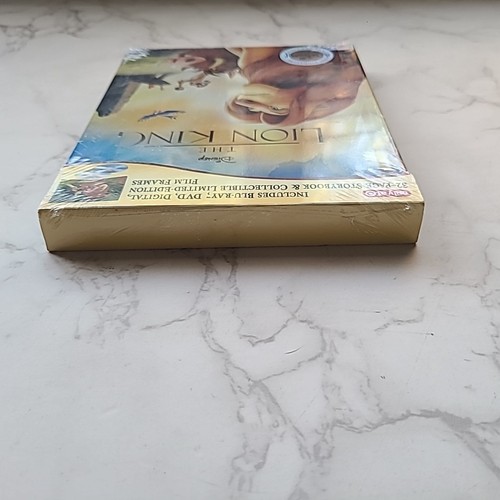 Disney
THE
LION KING
INCLUDES BLU-RAY, DVD, DIGITAL,
32-PAGE STORYBOOK & COLLECTIBLE LIMITED-EDITION
FILM FRAMES